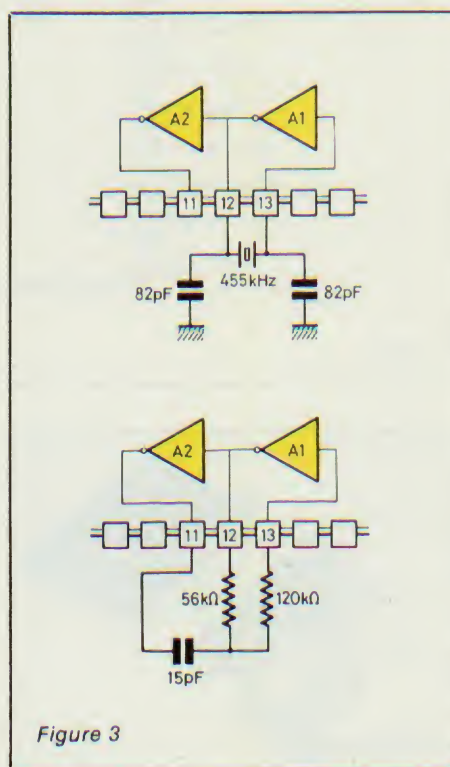 A2 A1
11 12 13
455kHz
82pF 82pF
A2 A1
11 12 13
56kΩ 120kΩ
15pF
Figure 3